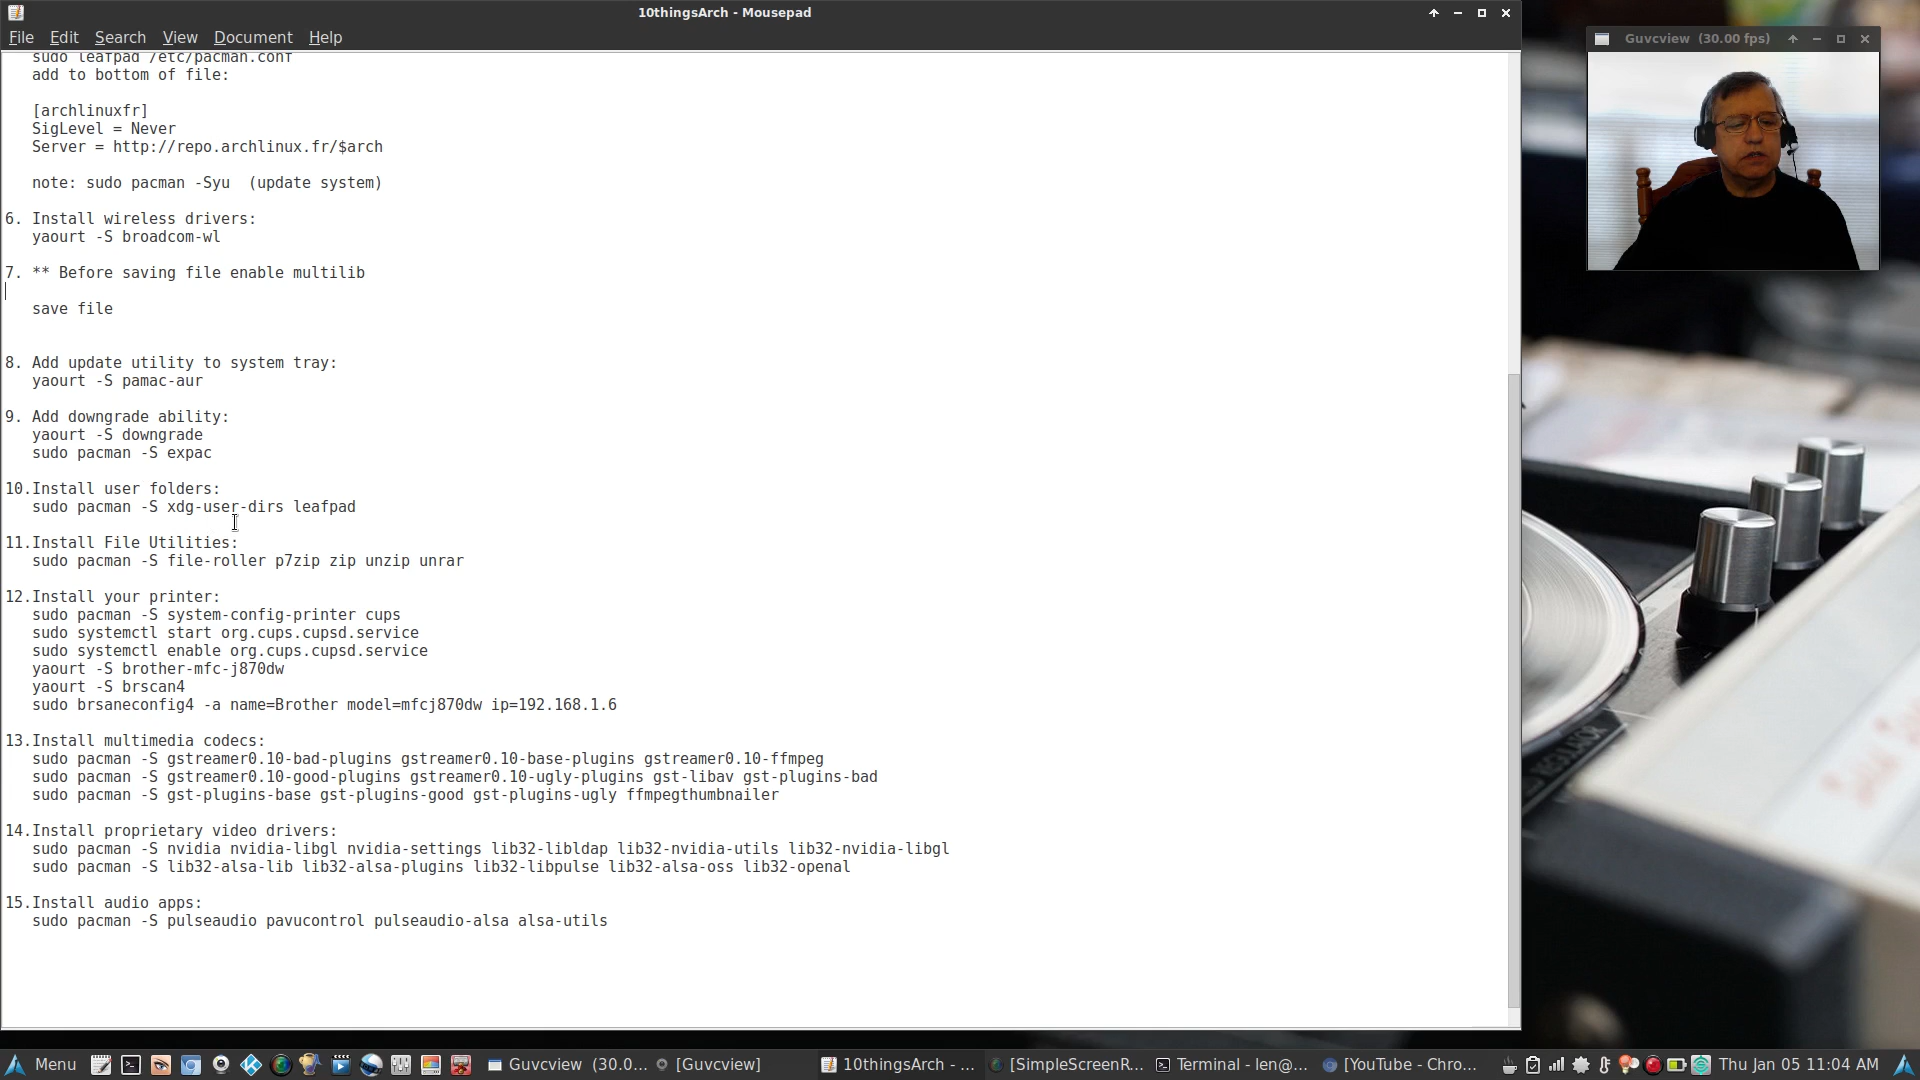 10thingsArch - Mousepad
File Edit Search View Document Help
sudo leafpad /etc/pacman.conf
add to bottom of file:
[archlinuxfr]
SigLevel = Never
Server = http://repo.archlinux.fr/$arch
note: sudo pacman -Syu  (update system)
6. Install wireless drivers:
yaourt -S broadcom-wl
7. ** Before saving file enable multilib
save file
8. Add update utility to system tray:
yaourt -S pamac-aur
9. Add downgrade ability:
yaourt -S downgrade
sudo pacman -S expac
10.Install user folders:
sudo pacman -S xdg-user-dirs leafpad
11.Install File Utilities:
sudo pacman -S file-roller p7zip zip unzip unrar
12.Install your printer:
sudo pacman -S system-config-printer cups
sudo systemctl start org.cups.cupsd.service
sudo systemctl enable org.cups.cupsd.service
yaourt -S brother-mfc-j870dw
yaourt -S brscan4
sudo brsaneconfig4 -a name=Brother model=mfcj870dw ip=192.168.1.6
13.Install multimedia codecs:
sudo pacman -S gstreamer0.10-bad-plugins gstreamer0.10-base-plugins gstreamer0.10-ffmpeg
sudo pacman -S gstreamer0.10-good-plugins gstreamer0.10-ugly-plugins gst-libav gst-plugins-bad
sudo pacman -S gst-plugins-base gst-plugins-good gst-plugins-ugly ffmpegthumbnailer
14.Install proprietary video drivers:
sudo pacman -S nvidia nvidia-libgl nvidia-settings lib32-libldap lib32-nvidia-utils lib32-nvidia-libgl
sudo pacman -S lib32-alsa-lib lib32-alsa-plugins lib32-libpulse lib32-alsa-oss lib32-openal
15.Install audio apps:
sudo pacman -S pulseaudio pavucontrol pulseaudio-alsa alsa-utils
Guvcview (30.00 fps)
Menu
Guvcview (30.0...
[Guvcview]
10thingsArch - ...
[SimpleScreenR...
Terminal - len@...
[YouTube - Chro...
Thu Jan 05 11:04 AM